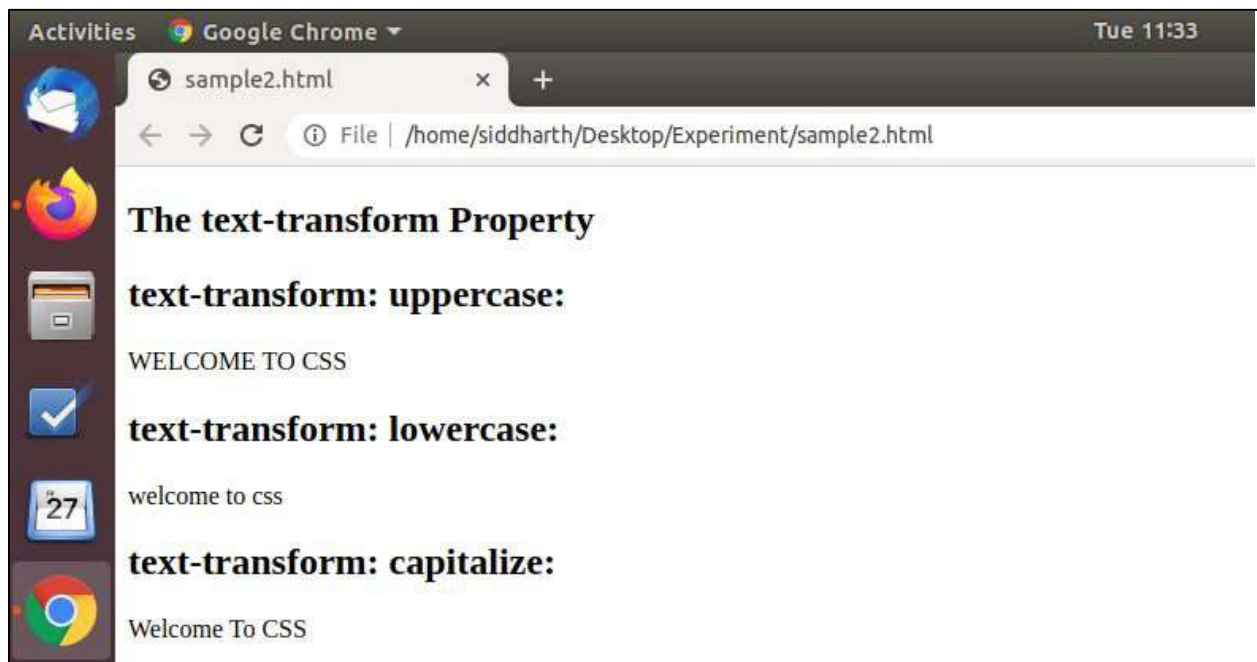 Activities Google Chrome Tue 11:33
sample2.html
File /home/siddharth/Desktop/Experiment/sample2.html
The text-transform Property
text-transform: uppercase:
WELCOME TO CSS
text-transform: lowercase:
welcome to css
27
text-transform: capitalize:
Welcome To CSS